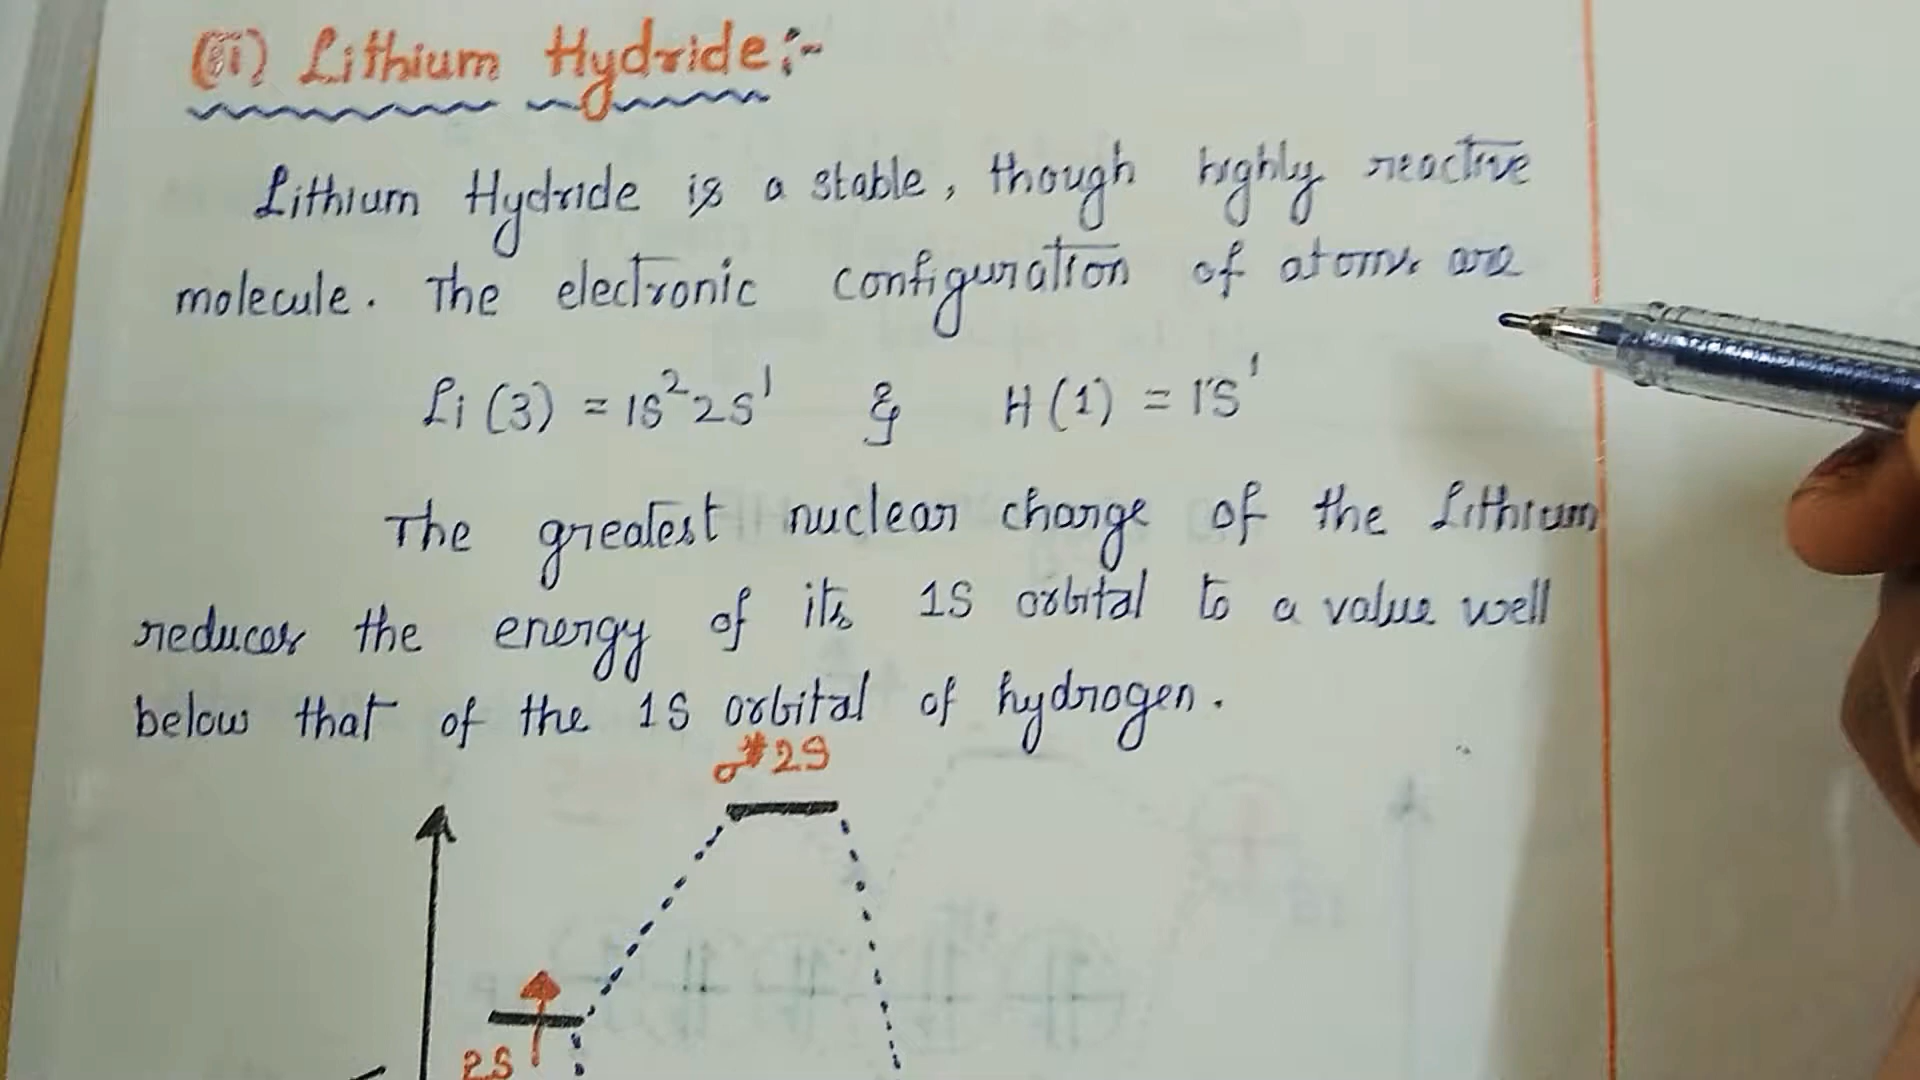 (ii) Lithium Hydride:-
Lithium Hydride is a stable, though highly reactive
molecule. The electronic configuration of atoms are
Li (3) = 1s² 2s¹ & H (1) = 1s¹
The greatest nuclear charge of the Lithium
reduces the energy of its 1S orbital to a value well
below that of the 1S orbital of hydrogen.
σ*2S
2S